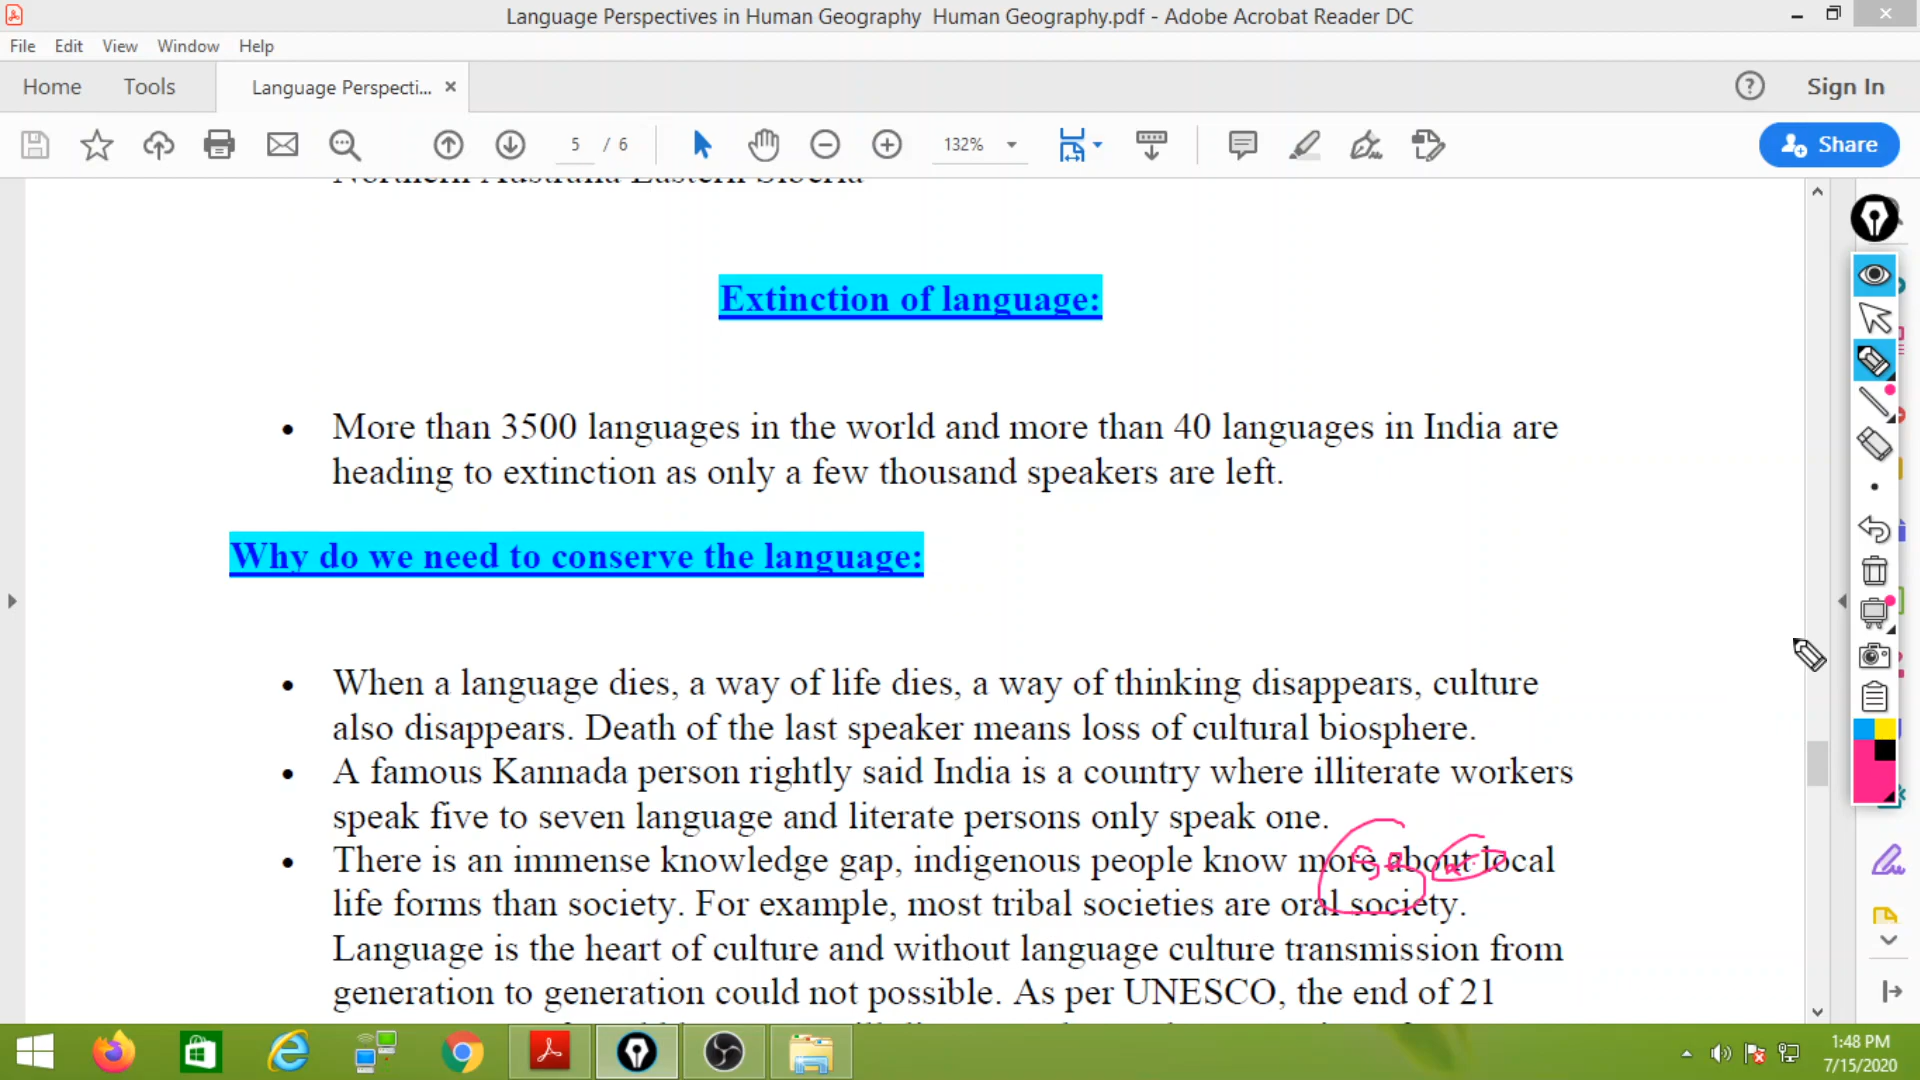 Language Perspectives in Human Geography Human Geography.pdf - Adobe Acrobat Reader DC
File Edit View Window Help
Home Tools Language Perspecti... Sign In
5 / 6 132% Share
Northern Australia Eastern Siberia
Extinction of language:
• More than 3500 languages in the world and more than 40 languages in India are
heading to extinction as only a few thousand speakers are left.
Why do we need to conserve the language:
• When a language dies, a way of life dies, a way of thinking disappears, culture
also disappears. Death of the last speaker means loss of cultural biosphere.
• A famous Kannada person rightly said India is a country where illiterate workers
speak five to seven language and literate persons only speak one.
• There is an immense knowledge gap, indigenous people know more about local
life forms than society. For example, most tribal societies are oral society.
Language is the heart of culture and without language culture transmission from
generation to generation could not possible. As per UNESCO, the end of 21
1:48 PM
7/15/2020